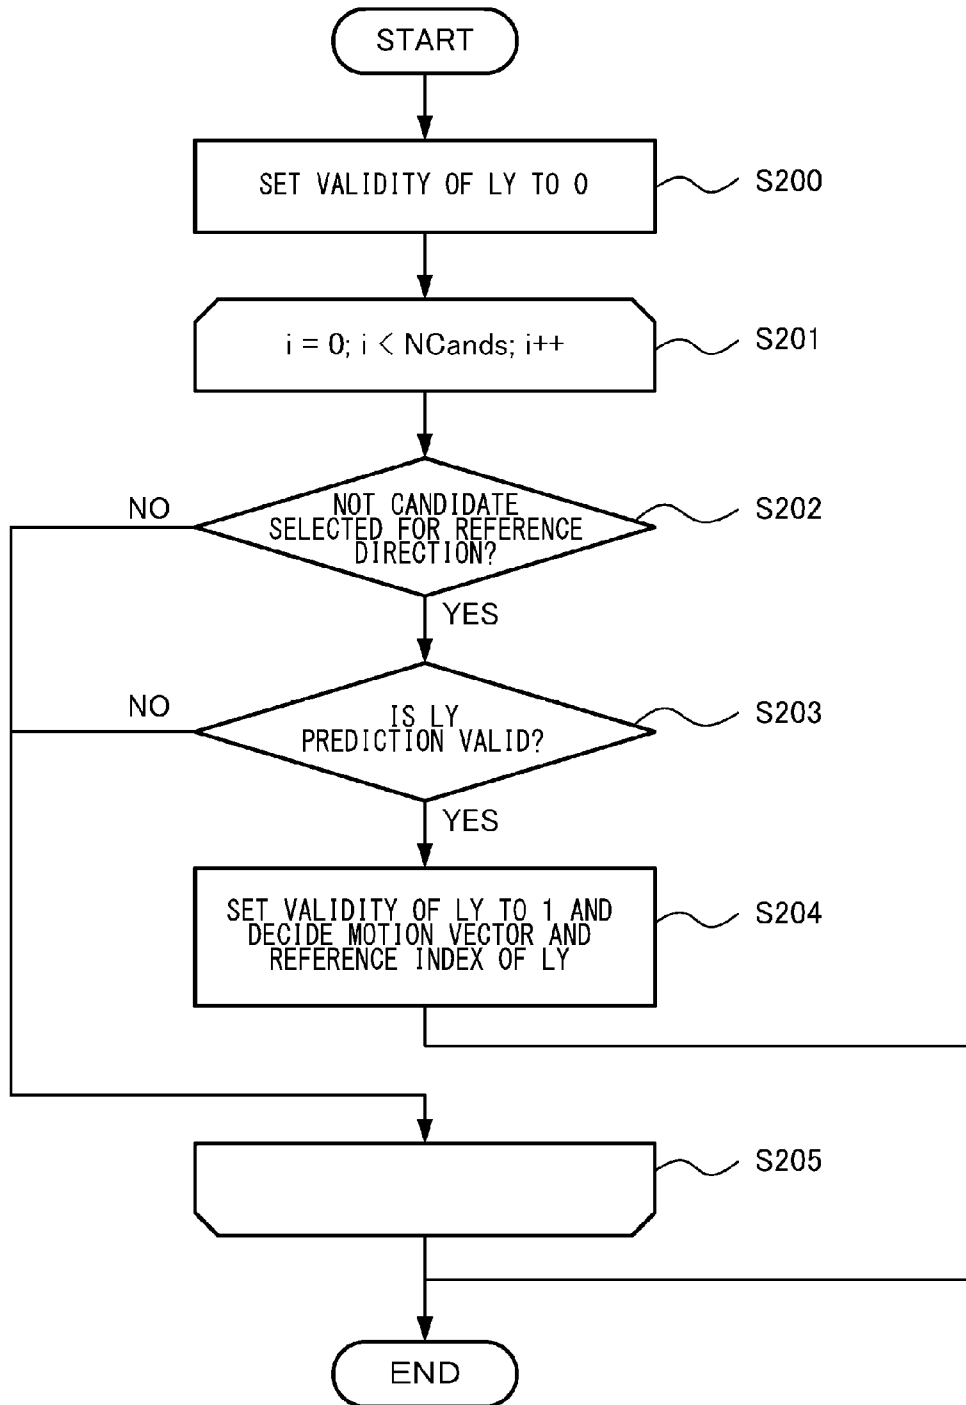 START
SET VALIDITY OF LY TO 0
S200
i = 0; i < NCands; i++
S201
NOT CANDIDATE
SELECTED FOR REFERENCE
DIRECTION?
S202
NO
YES
IS LY
PREDICTION VALID?
S203
NO
YES
SET VALIDITY OF LY TO 1 AND
DECIDE MOTION VECTOR AND
REFERENCE INDEX OF LY
S204
S205
END